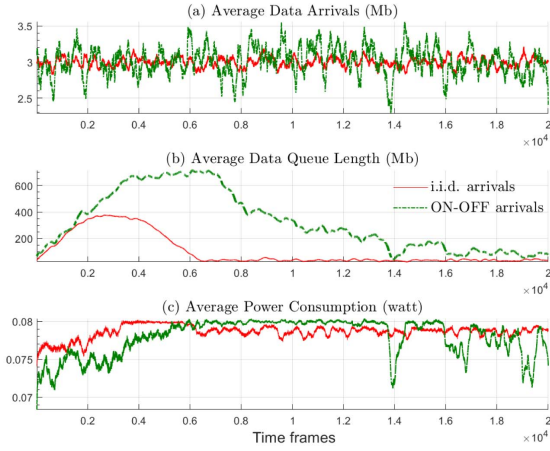 (a) Average Data Arrivals (Mb)
3.5
3
2.5
0.2 0.4 0.6 0.8 1 1.2 1.4 1.6 1.8 2
×10⁴
(b) Average Data Queue Length (Mb)
600
400
200
i.i.d. arrivals
ON-OFF arrivals
0.2 0.4 0.6 0.8 1 1.2 1.4 1.6 1.8 2
×10⁴
(c) Average Power Consumption (watt)
0.08
0.075
0.07
0.2 0.4 0.6 0.8 1 1.2 1.4 1.6 1.8 2
Time frames
×10⁴